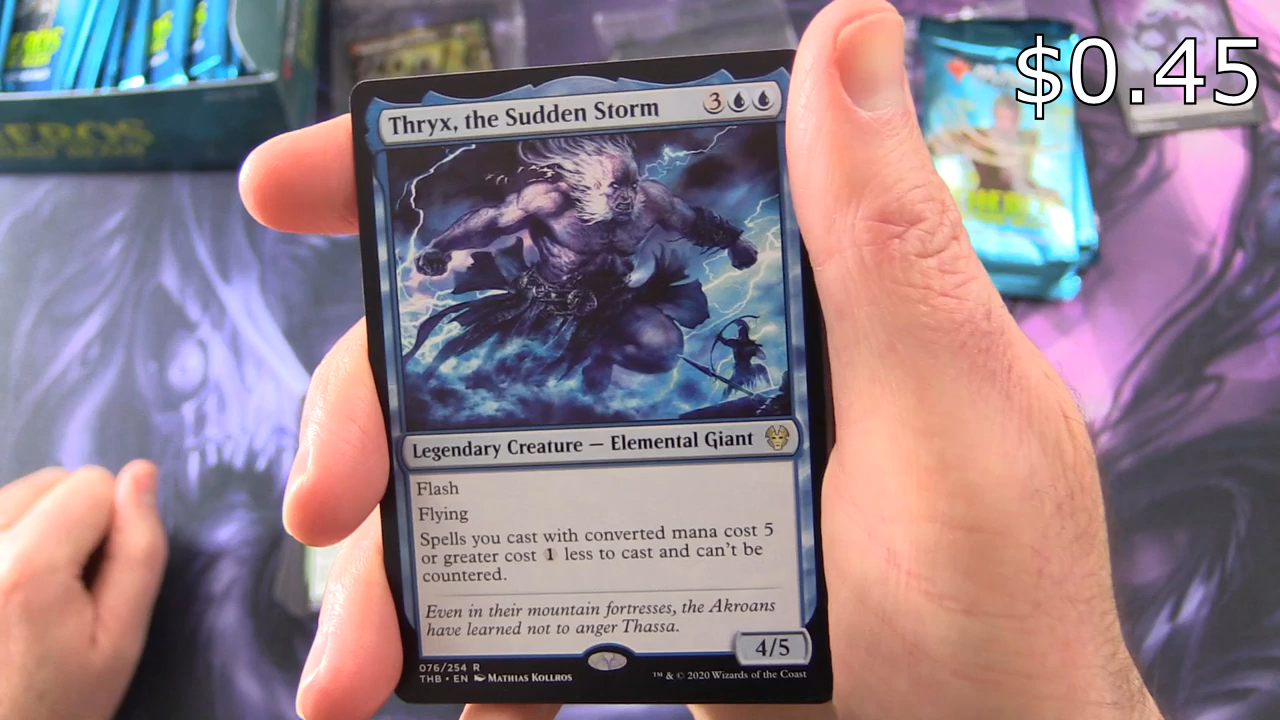 $0.45
Thryx, the Sudden Storm
3
Legendary Creature — Elemental Giant
Flash
Flying
Spells you cast with converted mana cost 5
or greater cost 1 less to cast and can't be
countered.
Even in their mountain fortresses, the Akroans
have learned not to anger Thassa.
4/5
076/254 R
THB • EN Mathias Kollros
™ & © 2020 Wizards of the Coast